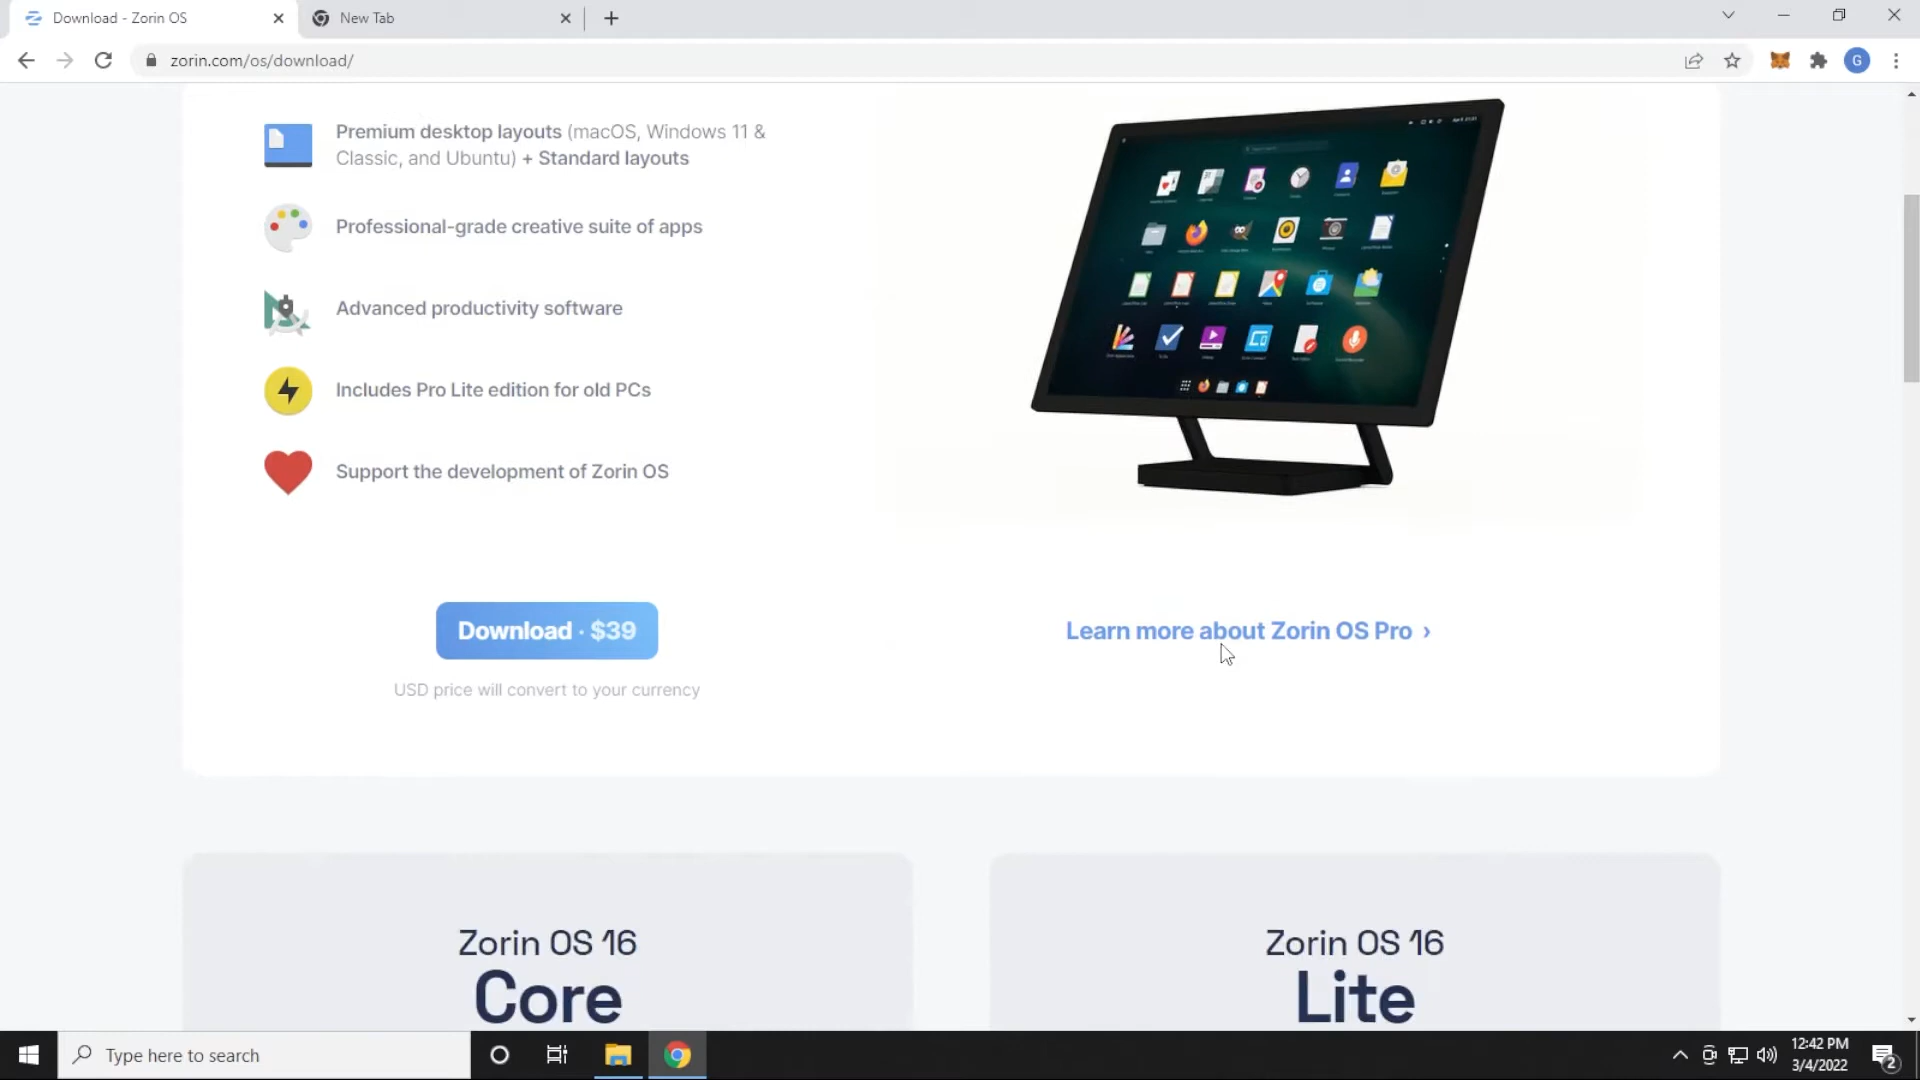 Download - Zorin OS
New Tab
zorin.com/os/download/
G
Premium desktop layouts (macOS, Windows 11 &
Classic, and Ubuntu) + Standard layouts
Professional-grade creative suite of apps
Advanced productivity software
Includes Pro Lite edition for old PCs
Support the development of Zorin OS
Download · $39
Learn more about Zorin OS Pro ›
USD price will convert to your currency
Zorin OS 16
Core
Zorin OS 16
Lite
Type here to search
12:42 PM
3/4/2022
2